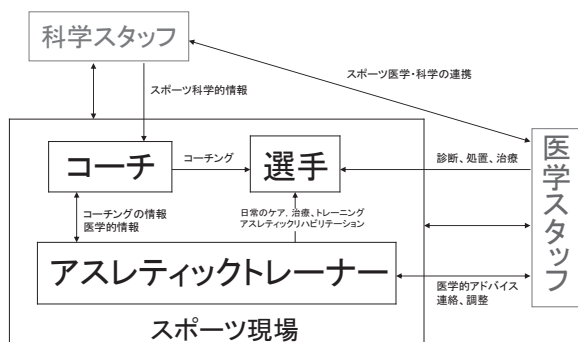 科学スタッフ
スポーツ医学・科学の連携
スポーツ科学的情報
コーチ
コーチング
選手
診断、処置、治療
医学スタッフ
コーチングの情報
医学的情報
日常のケア、治療、トレーニング
アスレティックリハビリテーション
アスレティックトレーナー
医学的アドバイス
連絡、調整
スポーツ現場